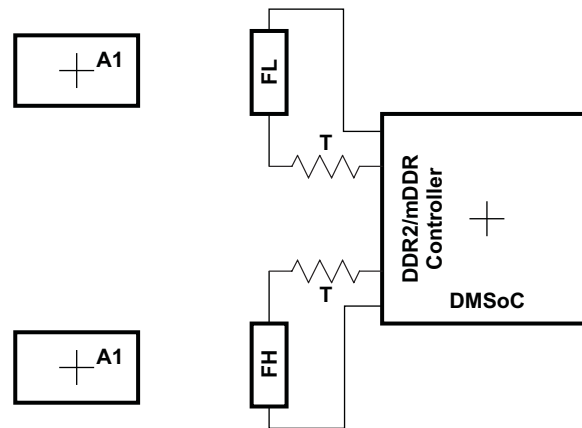 A1
FL
T
DDR2/mDDR
Controller
DMSoC
T
A1
FH